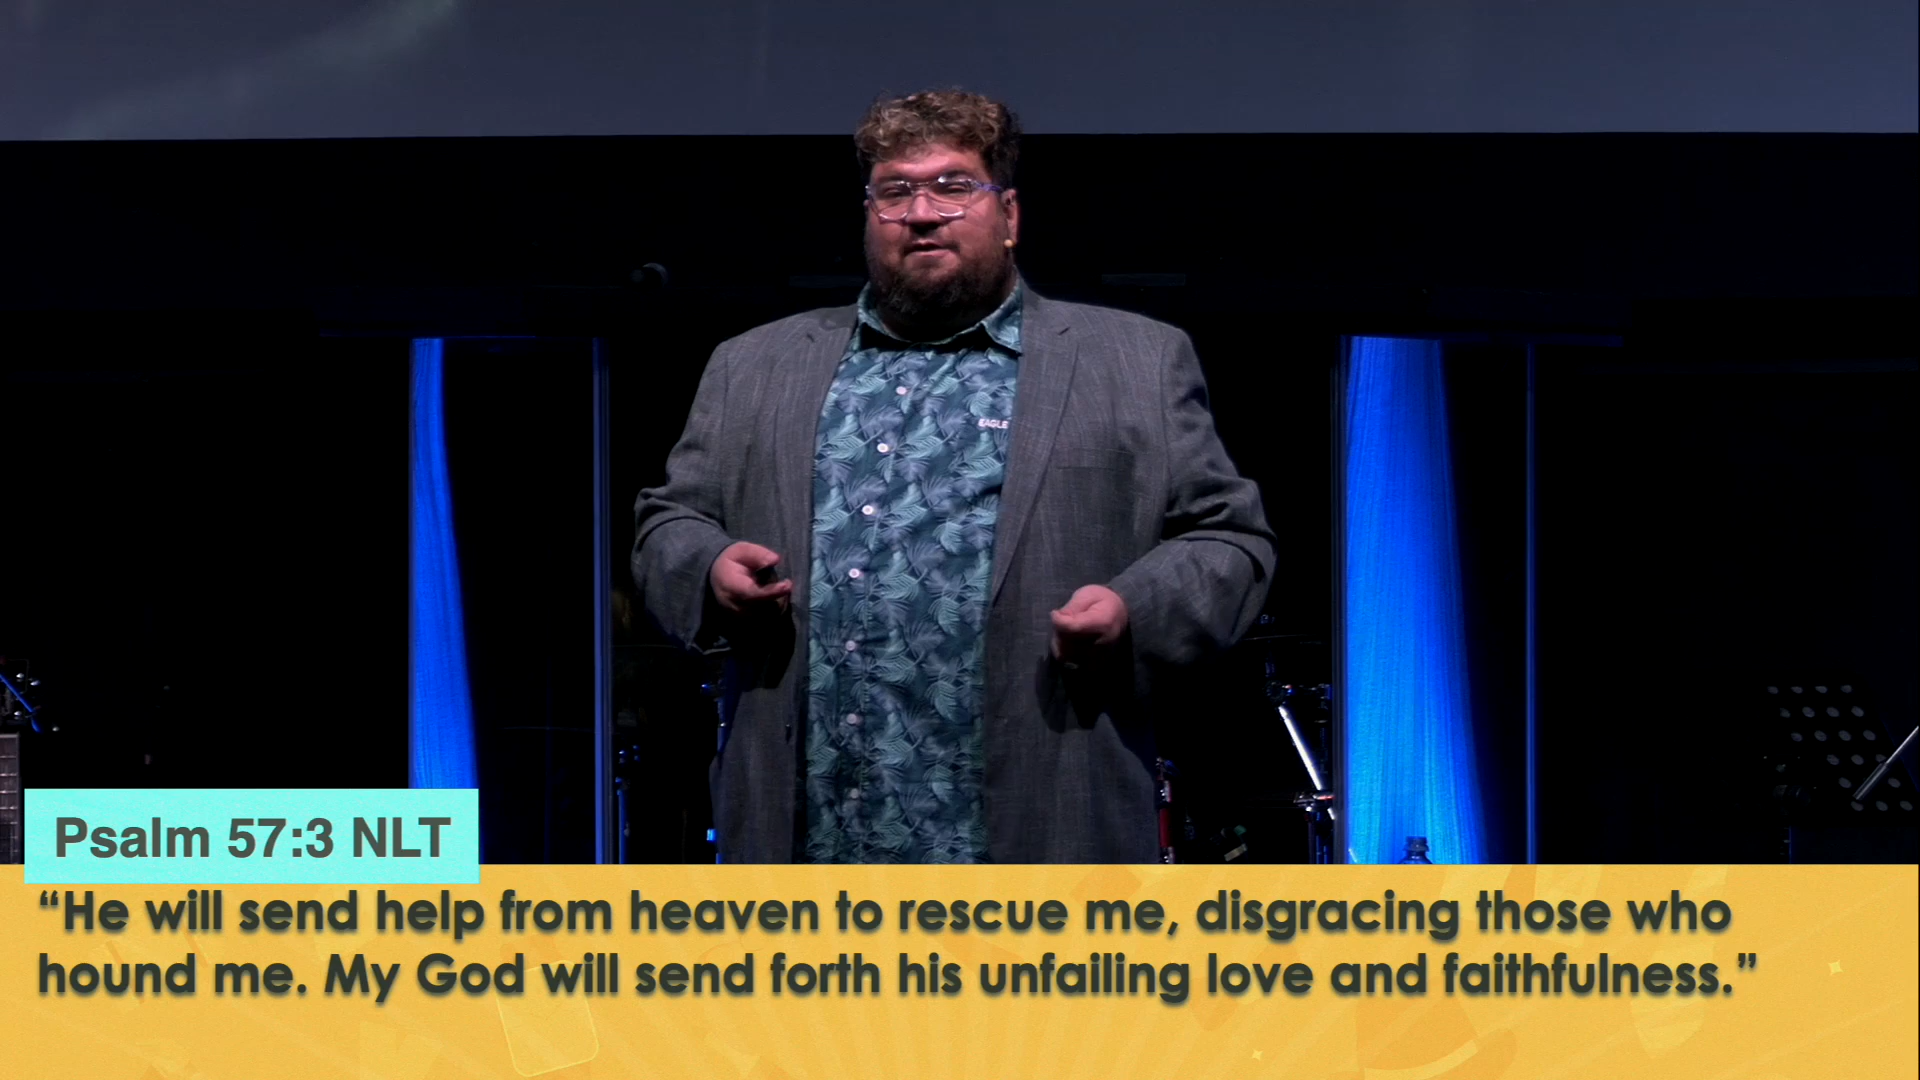 EAGLE
Psalm 57:3 NLT
“He will send help from heaven to rescue me, disgracing those who
hound me. My God will send forth his unfailing love and faithfulness.”